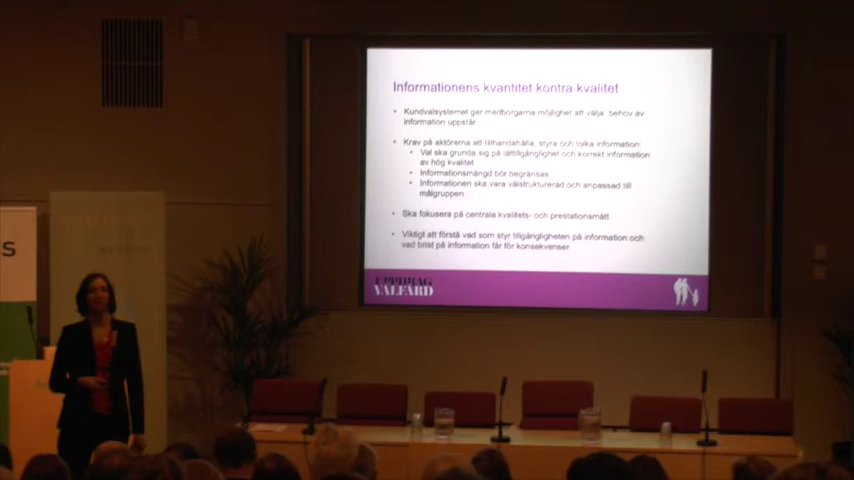 Informationens kvantitet kontra kvalitet
• Kundvalsystemet ger medborgarna möjlighet att välja: behov av
information uppstår
• Krav på aktörerna att tillhandahålla, styra och tolka information:
• Val ska grunda sig på lättillgänglighet och korrekt information
av hög kvalitet
• Informationsmängd bör begränsas
• Informationen ska vara välstrukturerad och anpassad till
målgruppen
• Ska fokusera på centrala kvalitets- och prestationsmått.
• Viktigt att förstå vad som styr tillgängligheten på information och
vad brist på information får för konsekvenser
UPPDRAG
VÄLFÄRD
S